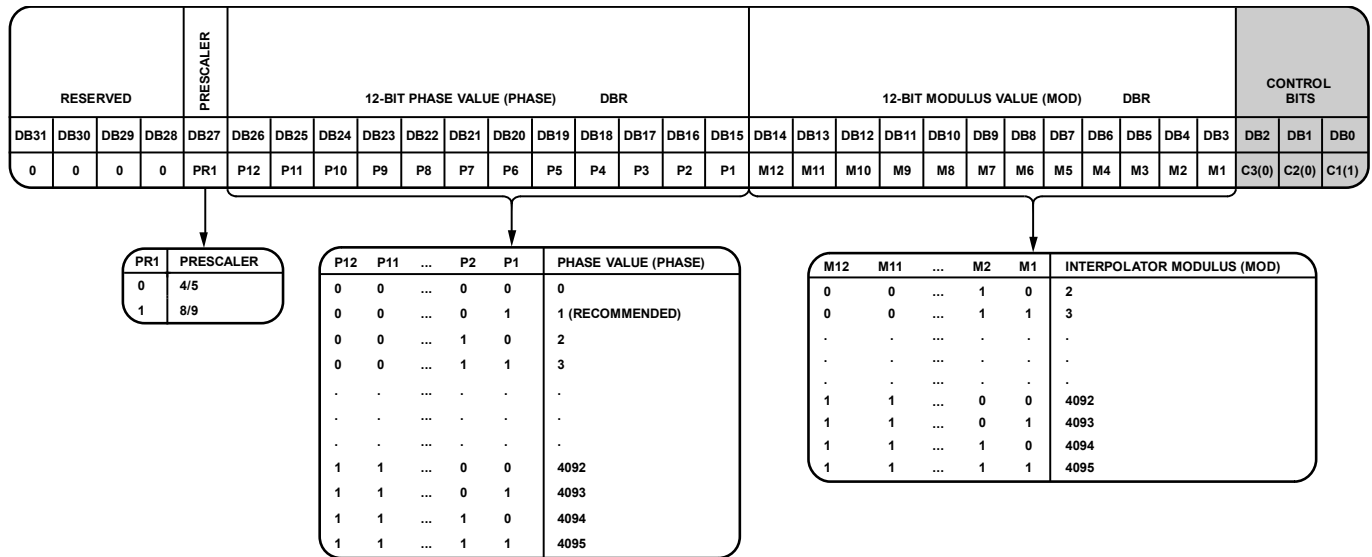 RESERVED PRESCALER 12-BIT PHASE VALUE (PHASE) DBR 12-BIT MODULUS VALUE (MOD) DBR CONTROL BITS
DB31 DB30 DB29 DB28 DB27 DB26 DB25 DB24 DB23 DB22 DB21 DB20 DB19 DB18 DB17 DB16 DB15 DB14 DB13 DB12 DB11 DB10 DB9 DB8 DB7 DB6 DB5 DB4 DB3 DB2 DB1 DB0
0 0 0 0 PR1 P12 P11 P10 P9 P8 P7 P6 P5 P4 P3 P2 P1 M12 M11 M10 M9 M8 M7 M6 M5 M4 M3 M2 M1 C3(0) C2(0) C1(1)
PR1 PRESCALER
0 4/5
1 8/9
P12 P11 ... P2 P1 PHASE VALUE (PHASE)
0 0 ... 0 0 0
0 0 ... 0 1 1 (RECOMMENDED)
0 0 ... 1 0 2
0 0 ... 1 1 3
. . ... . . .
. . ... . . .
. . ... . . .
1 1 ... 0 0 4092
1 1 ... 0 1 4093
1 1 ... 1 0 4094
1 1 ... 1 1 4095
M12 M11 ... M2 M1 INTERPOLATOR MODULUS (MOD)
0 0 ... 1 0 2
0 0 ... 1 1 3
. . ... . . .
. . ... . . .
. . ... . . .
1 1 ... 0 0 4092
1 1 ... 0 1 4093
1 1 ... 1 0 4094
1 1 ... 1 1 4095